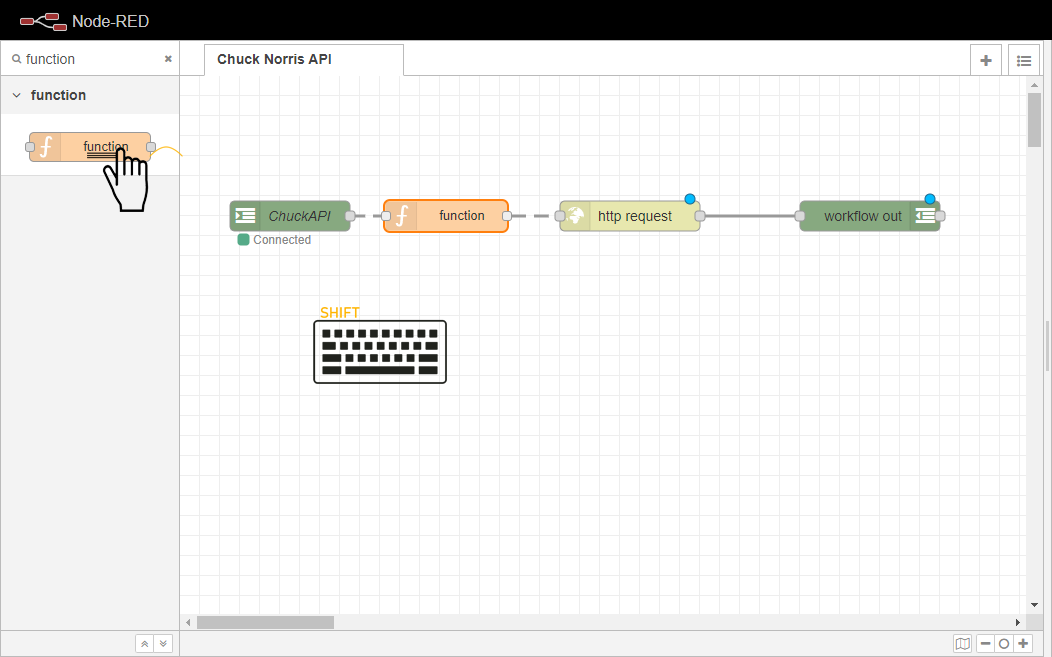 Node-RED
function
Chuck Norris API
function
function
ChuckAPI
function
http request
workflow out
Connected
SHIFT